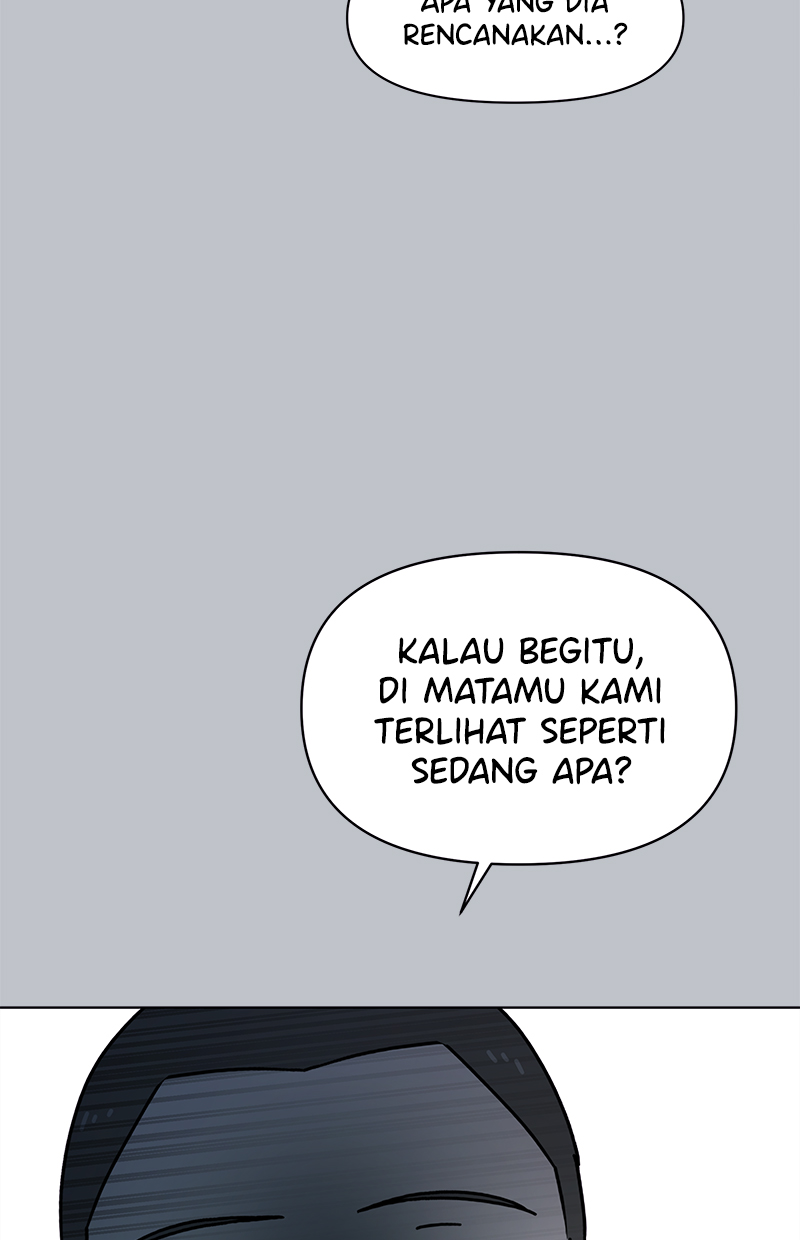 APA YANG DIA
RENCANAKAN...?
KALAU BEGITU,
DI MATAMU KAMI
TERLIHAT SEPERTI
SEDANG APA?